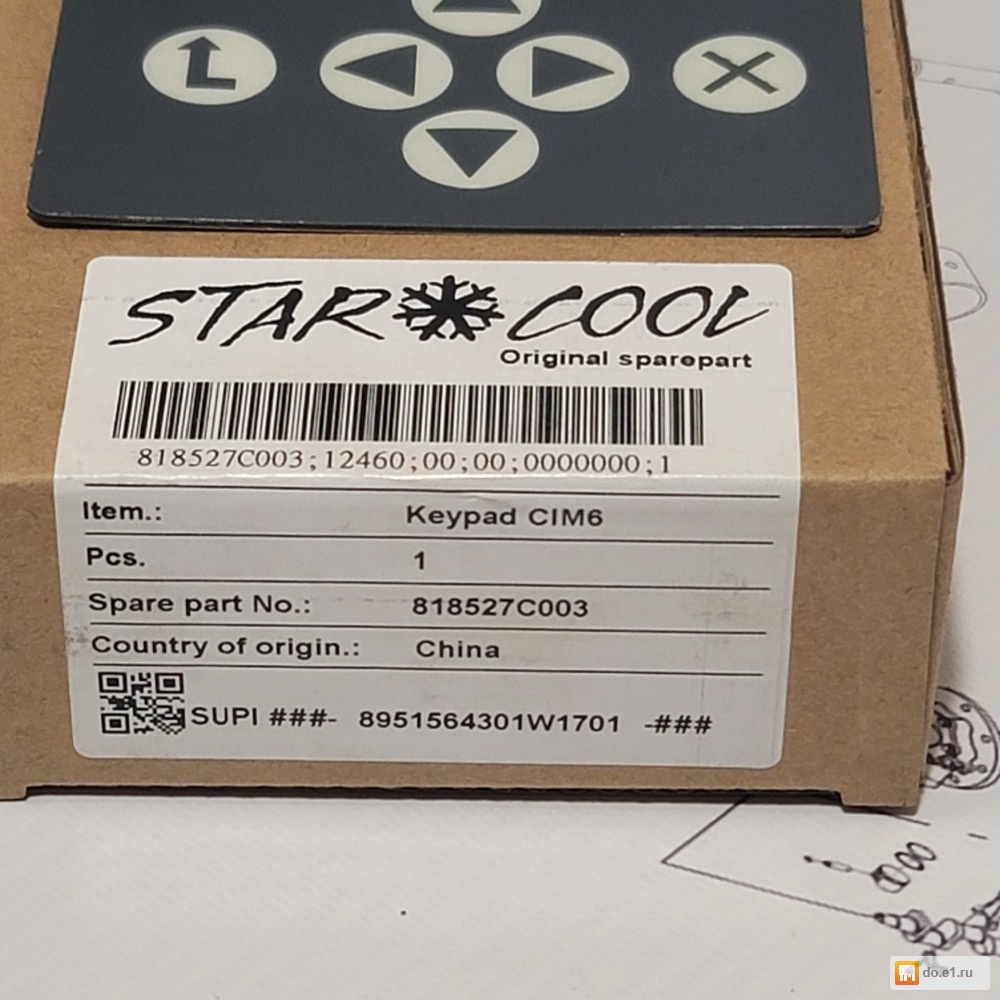 STAR COOL
Original sparepart
818527C003;12460;00;00;0000000;1
Item.: Keypad CIM6
Pcs. 1
Spare part No.: 818527C003
Country of origin.: China
SUPI ###- 8951564301W1701 -###
do.e1.ru